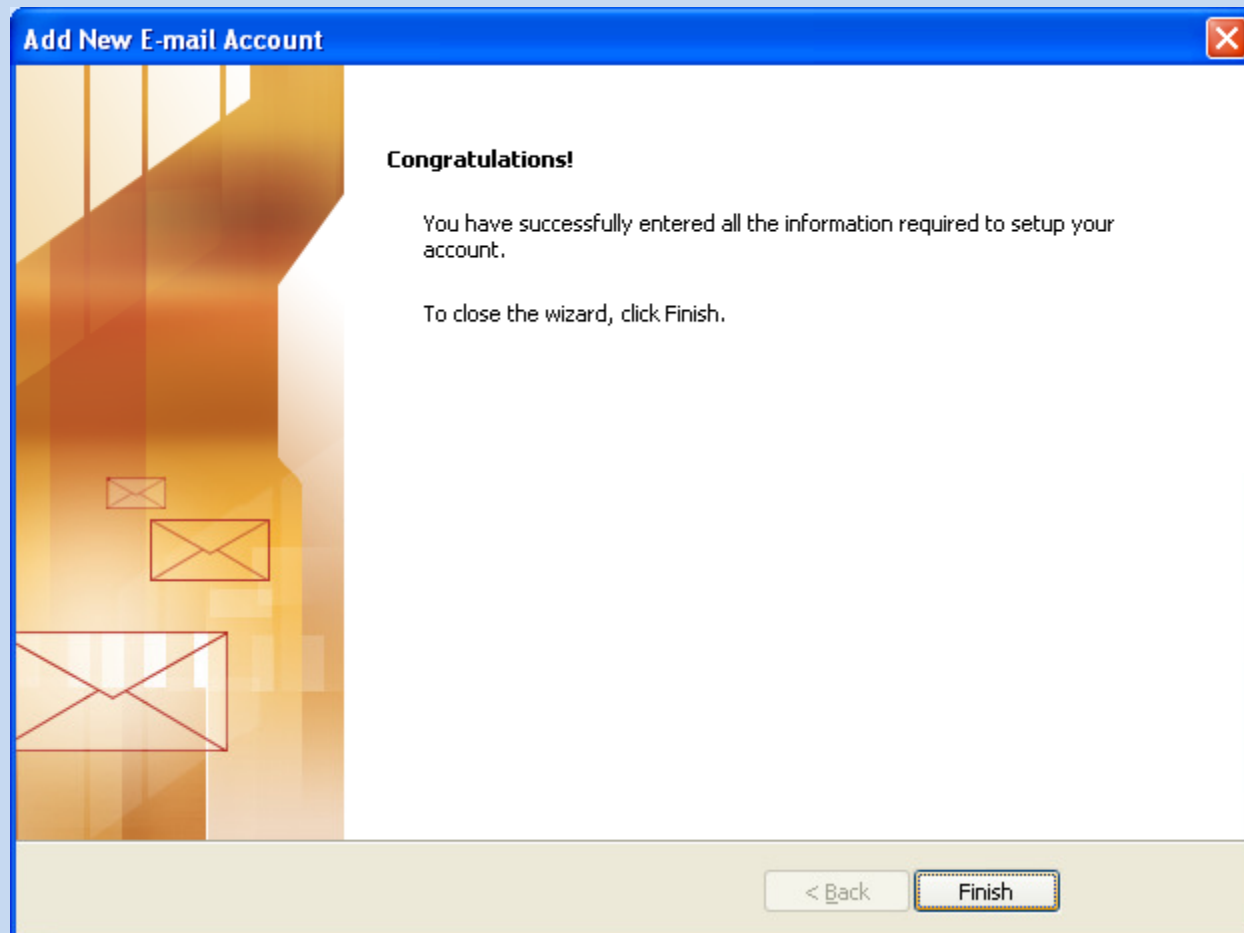 Add New E-mail Account
Congratulations!
You have successfully entered all the information required to setup your
account.
To close the wizard, click Finish.
< Back
Finish